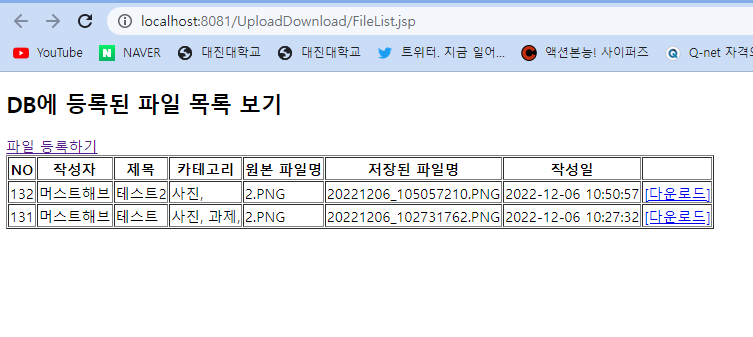 localhost:8081/UploadDownload/FileList.jsp
YouTube NAVER 대진대학교 대진대학교 트위터. 지금 일어... 액션본능! 사이퍼즈 Q-net 자격의
DB에 등록된 파일 목록 보기
파일 등록하기
NO 작성자 제목 카테고리 원본 파일명 저장된 파일명 작성일
132 머스트해브 테스트2 사진, 2.PNG 20221206_105057210.PNG 2022-12-06 10:50:57 [다운로드]
131 머스트해브 테스트 사진, 과제, 2.PNG 20221206_102731762.PNG 2022-12-06 10:27:32 [다운로드]